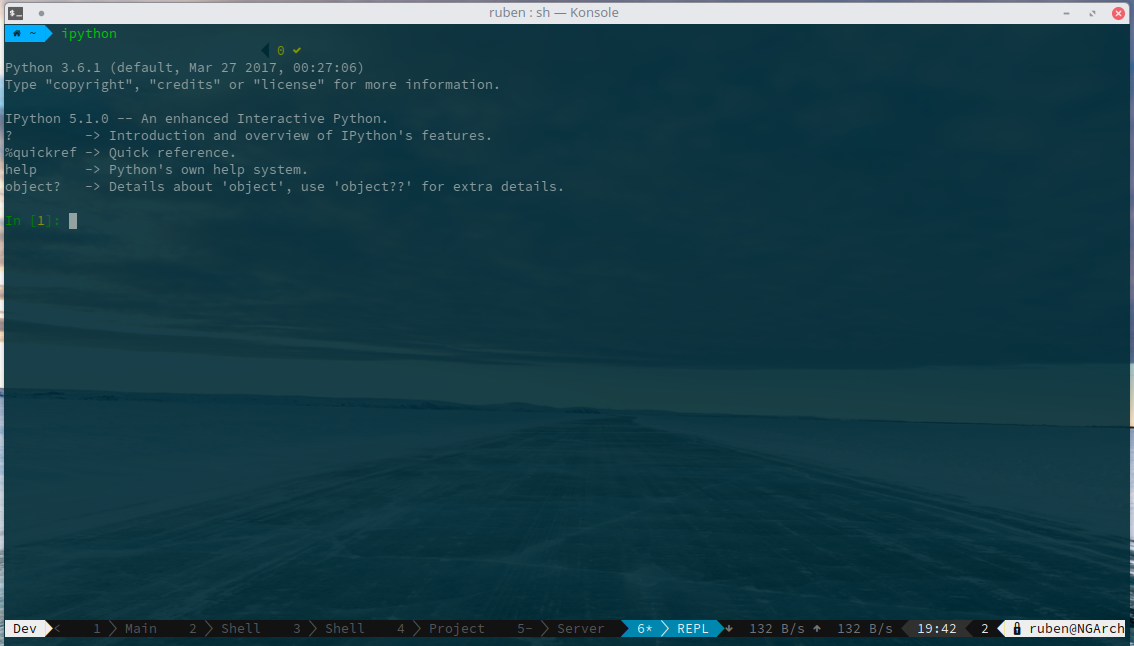 ruben : sh — Konsole
~ ipython
0 ✔
Python 3.6.1 (default, Mar 27 2017, 00:27:06)
Type "copyright", "credits" or "license" for more information.
IPython 5.1.0 -- An enhanced Interactive Python.
?         -> Introduction and overview of IPython's features.
%quickref -> Quick reference.
help      -> Python's own help system.
object?   -> Details about 'object', use 'object??' for extra details.
In [1]:
Dev < 1 Main 2 Shell 3 Shell 4 Project 5- Server 6* REPL ↓ 132 B/s ↑ 132 B/s 19:42 2 ruben@NGArch